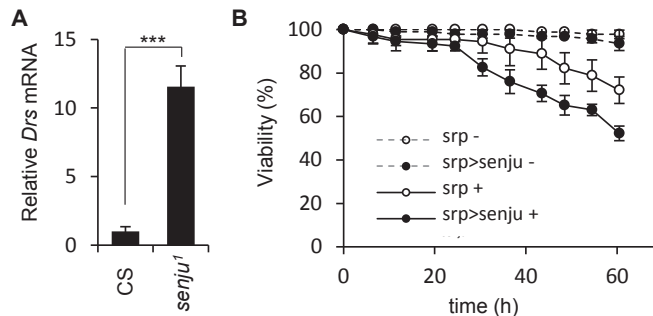 A
***
Relative Drs mRNA
15
10
5
0
CS
senju¹
B
Viability (%)
100
80
60
40
20
0
srp -
srp>senju -
srp +
srp>senju +
0
20
40
60
time (h)